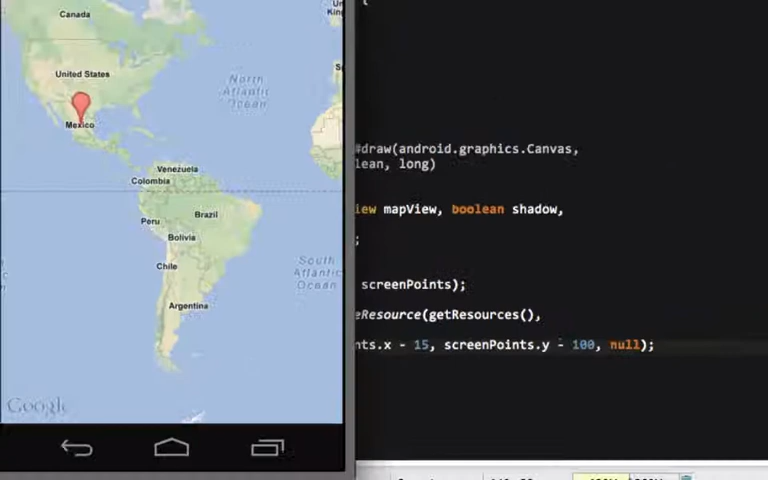 Canada
United States
North
Atlantic
Ocean
Mexico
Venezuela
Colombia
Peru
Brazil
Bolivia
Chile
South
Atlantic
Ocean
Argentina
Google
{
#draw(android.graphics.Canvas,
lean, long)
iew mapView, boolean shadow,
;
screenPoints);
eResource(getResources(),
nts.x - 15, screenPoints.y - 100, null);